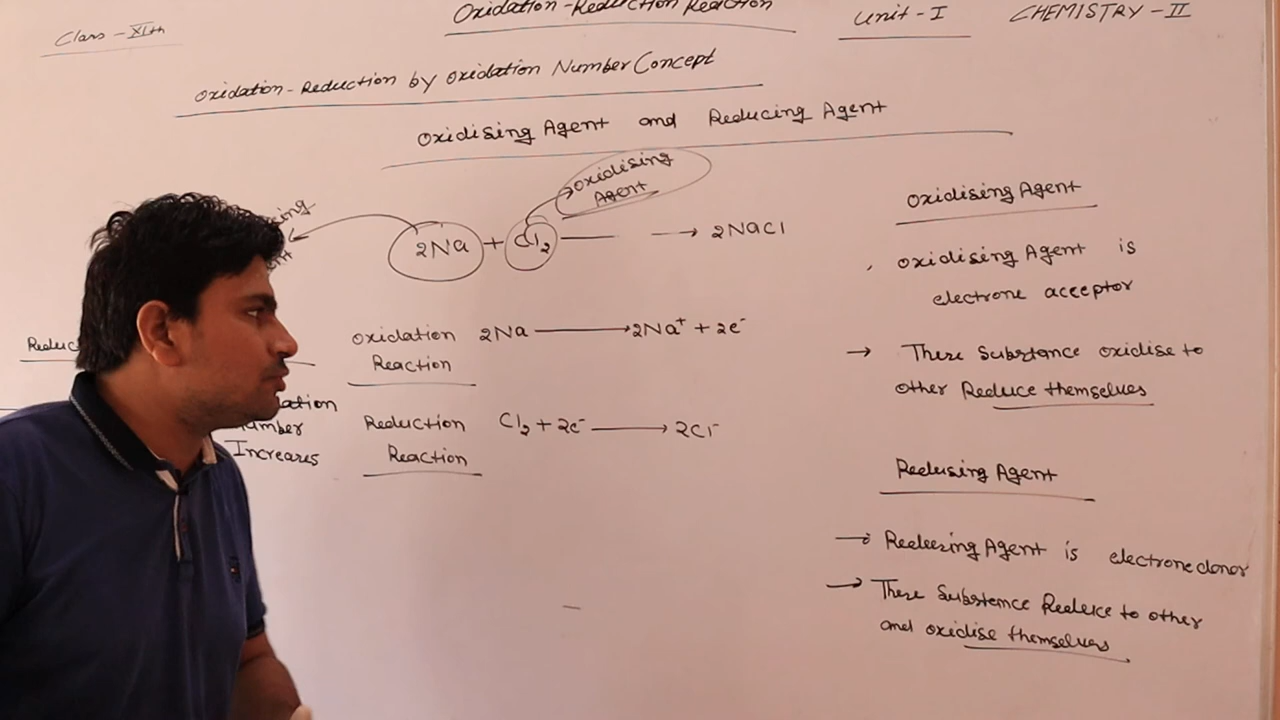 Class - XIth
Oxidation-Reduction Reaction
Unit - I
CHEMISTRY - II
Oxidation-Reduction by Oxidation Number Concept
Oxidising Agent and Reducing Agent
Oxidising
Agent
2Na + Cl2 → 2NaCl
Oxidation 2Na → 2Na+ + 2e-
Reaction
Number
Increases
Reduction Cl2 + 2e- → 2Cl-
Reaction
Oxidising Agent
Oxidising Agent is
electrone acceptor
→ These Substance oxidise to
other Reduce themselves
Redusing Agent
→ Reducing Agent is electrone donor
→ These Substance Reduce to other
and oxidise themselves